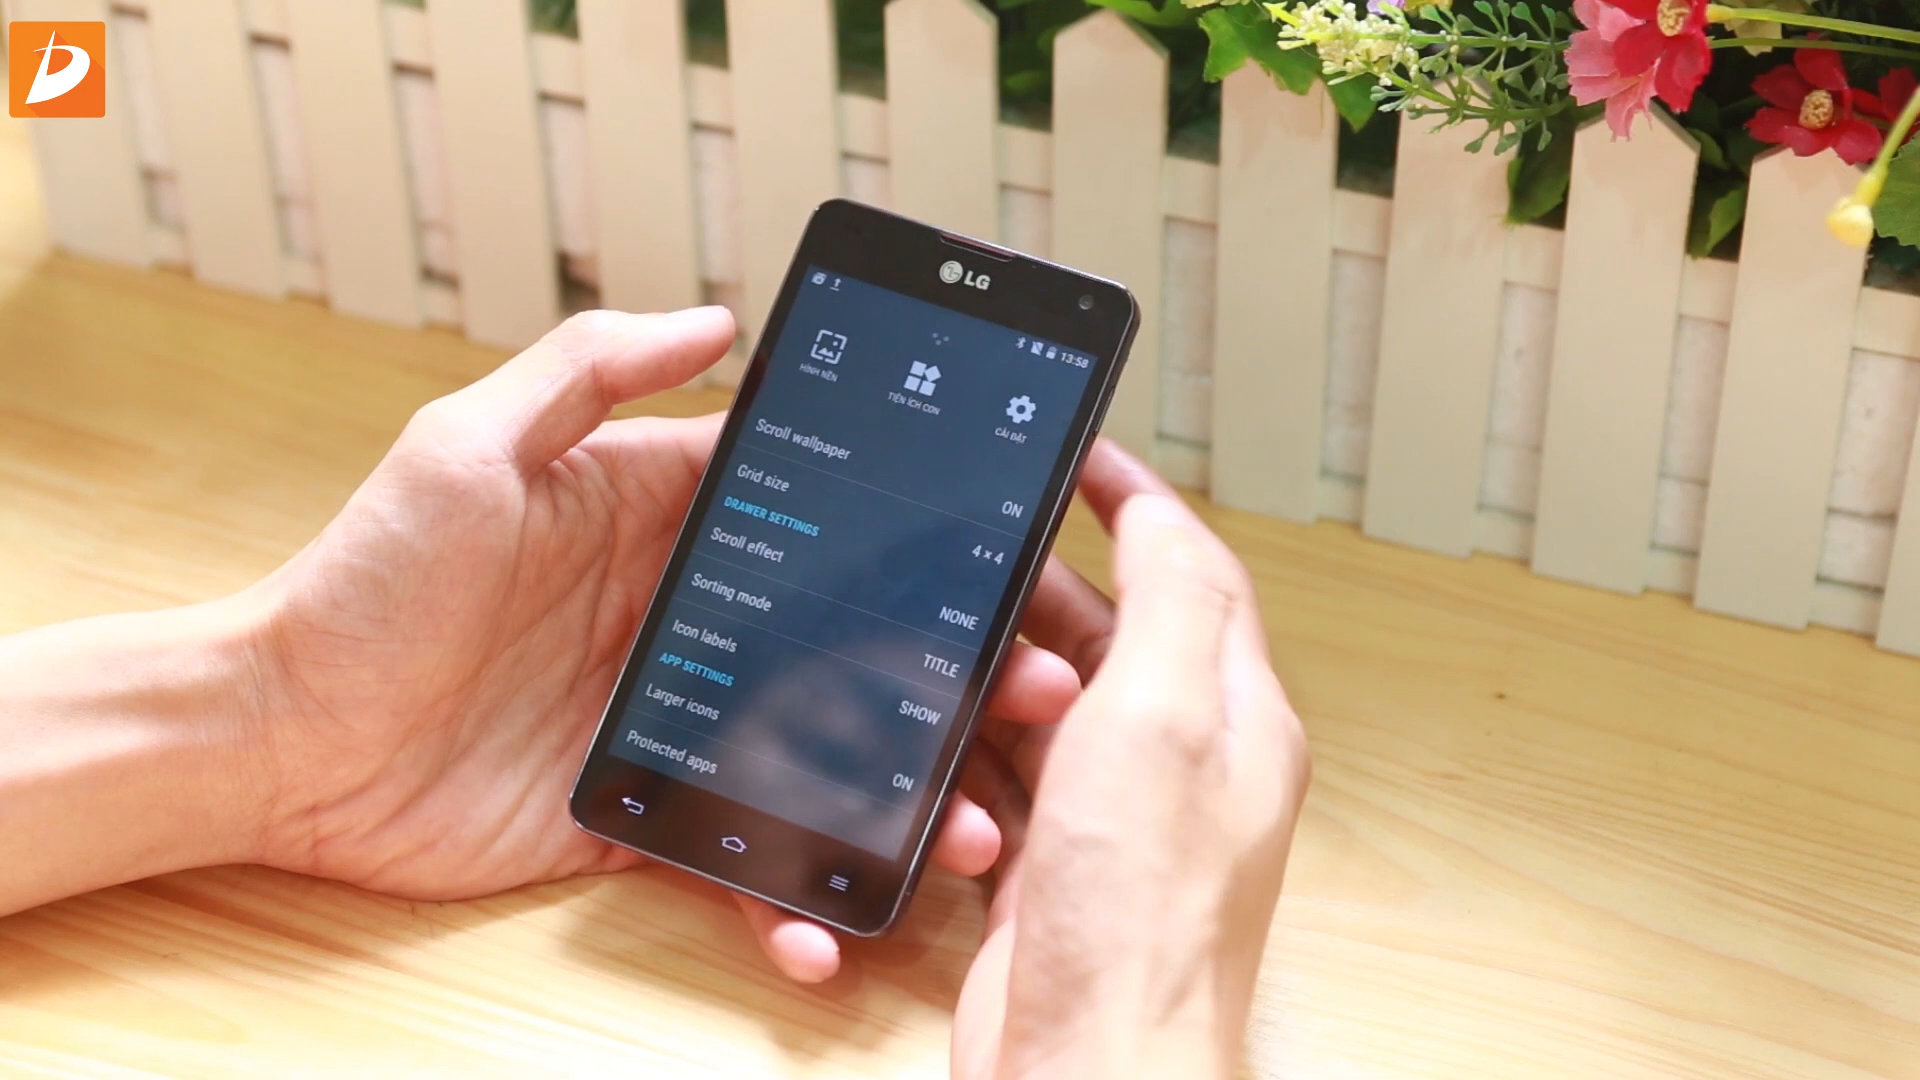 LG
13:58
HÌNH NỀN
TIỆN ÍCH CON
CÀI ĐẶT
Scroll wallpaper ON
Grid size 4 × 4
DRAWER SETTINGS
Scroll effect NONE
Sorting mode TITLE
Icon labels SHOW
APP SETTINGS
Larger icons ON
Protected apps